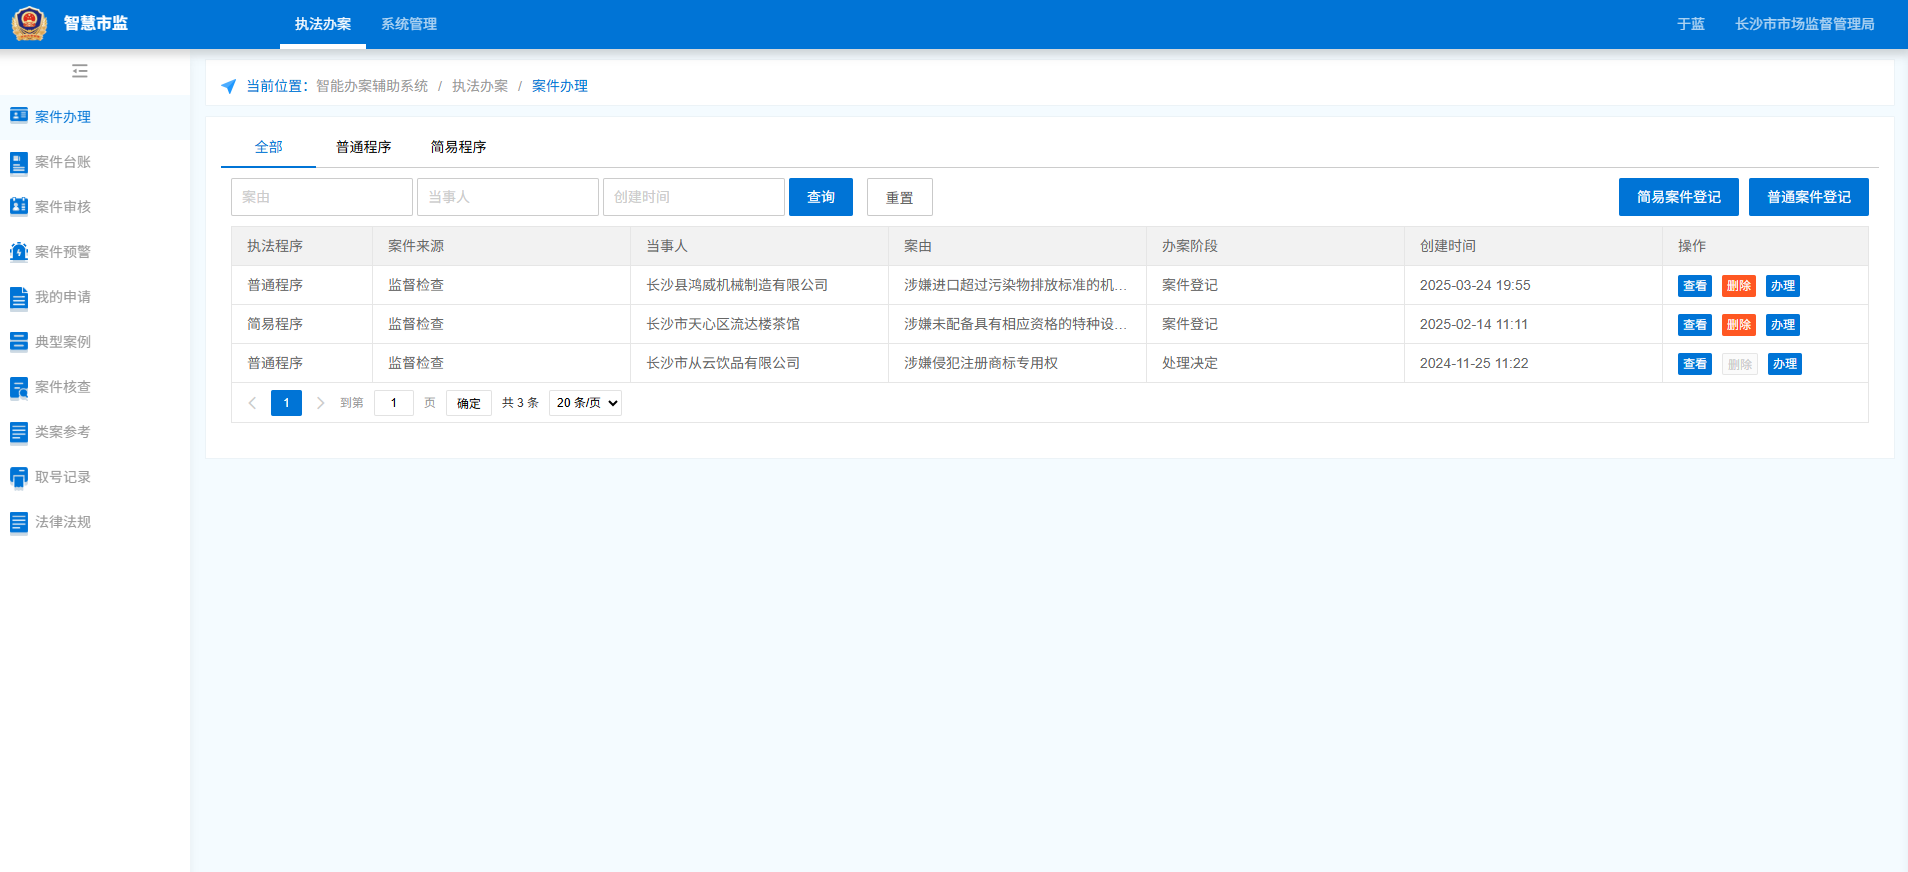 智慧市监
执法办案 系统管理
于蓝 长沙市市场监督管理局
案件办理
案件台账
案件审核
案件预警
我的申请
典型案例
案件核查
类案参考
取号记录
法律法规
当前位置: 智能办案辅助系统 / 执法办案 / 案件办理
全部 普通程序 简易程序
案由 当事人 创建时间 查询 重置 简易案件登记 普通案件登记
执法程序 案件来源 当事人 案由 办案阶段 创建时间 操作
普通程序 监督检查 长沙县鸿威机械制造有限公司 涉嫌进口超过污染物排放标准的机... 案件登记 2025-03-24 19:55 查看 删除 办理
简易程序 监督检查 长沙市天心区流达楼茶馆 涉嫌未配备具有相应资格的特种设... 案件登记 2025-02-14 11:11 查看 删除 办理
普通程序 监督检查 长沙市从云饮品有限公司 涉嫌侵犯注册商标专用权 处理决定 2024-11-25 11:22 查看 删除 办理
1 到第 1 页 确定 共 3 条 20 条/页